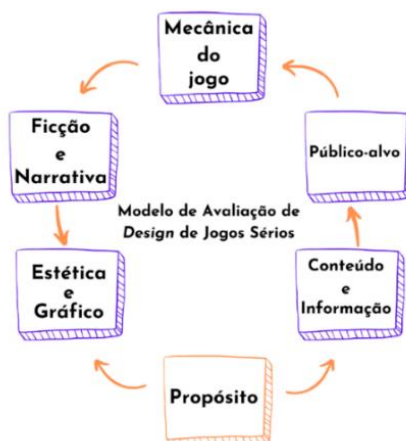 Mecânica
do
jogo
Ficção
e
Narrativa
Público-alvo
Modelo de Avaliação de
Design de Jogos Sérios
Estética
e
Gráfico
Conteúdo
e
Informação
Propósito